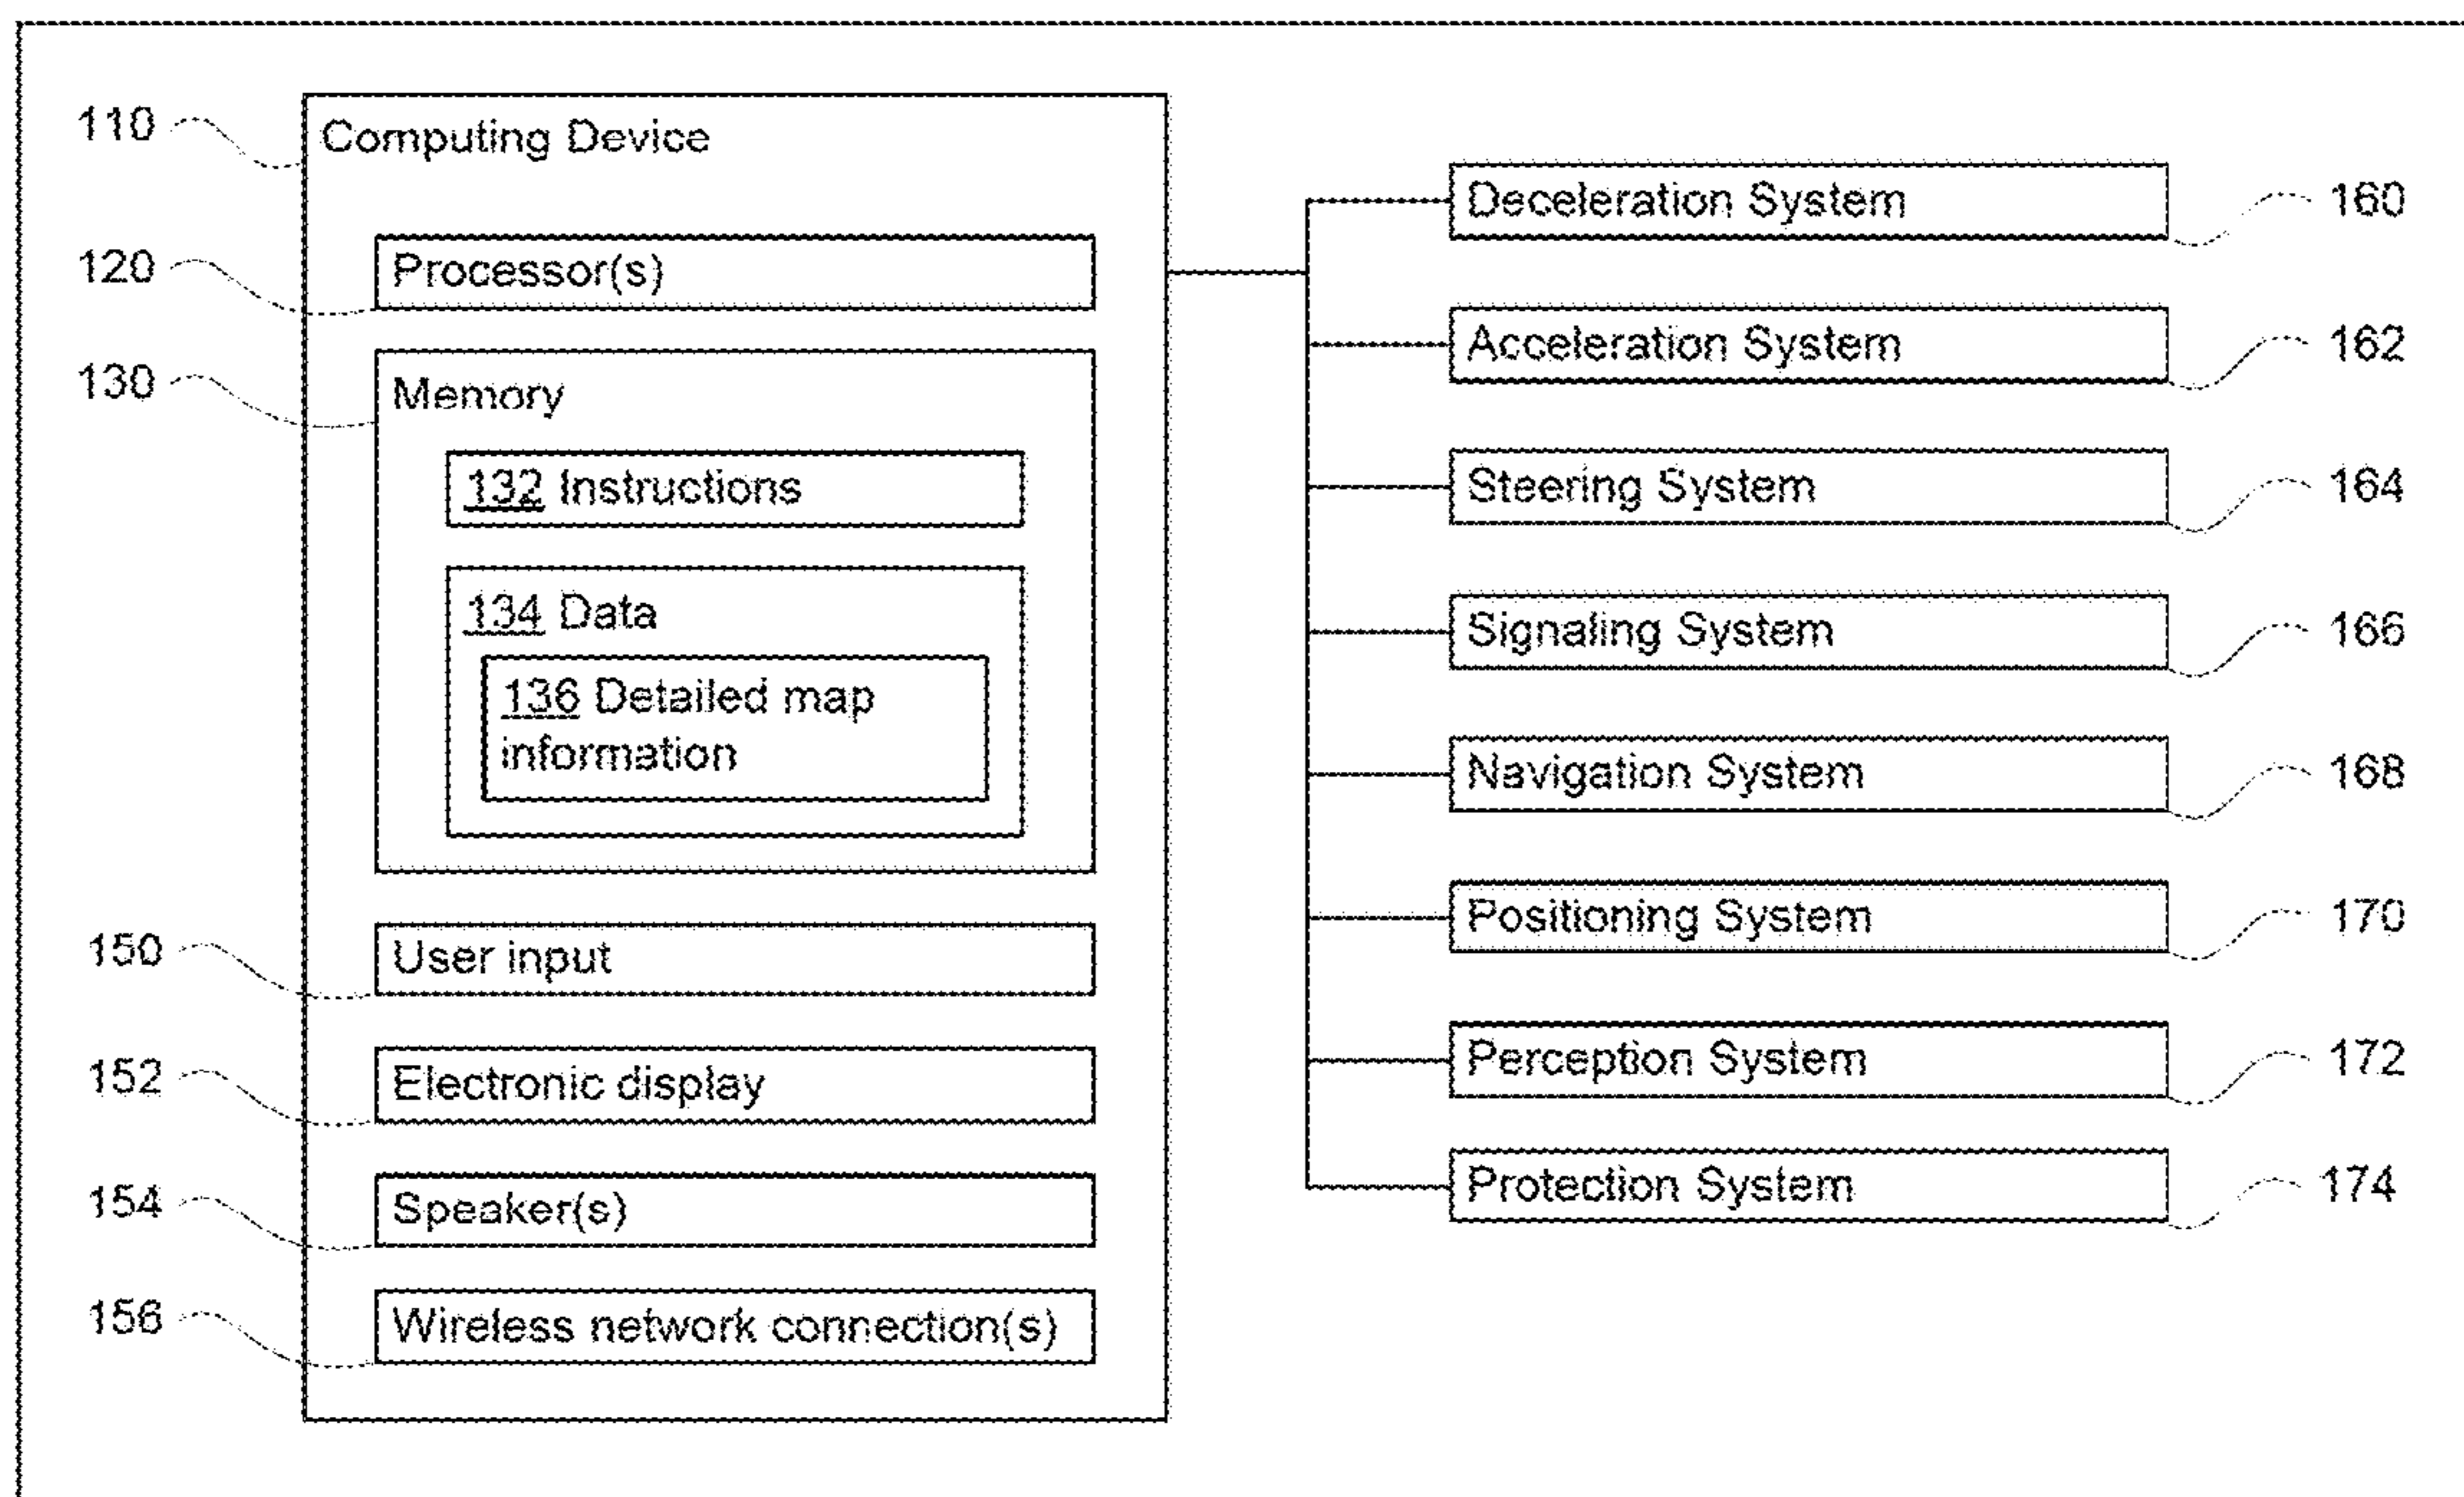 110
Computing Device
120
Processor(s)
130
Memory
132 Instructions
134 Data
136 Detailed map
information
150
User input
152
Electronic display
154
Speaker(s)
156
Wireless network connection(s)
Deceleration System
160
Acceleration System
162
Steering System
164
Signaling System
166
Navigation System
168
Positioning System
170
Perception System
172
Protection System
174